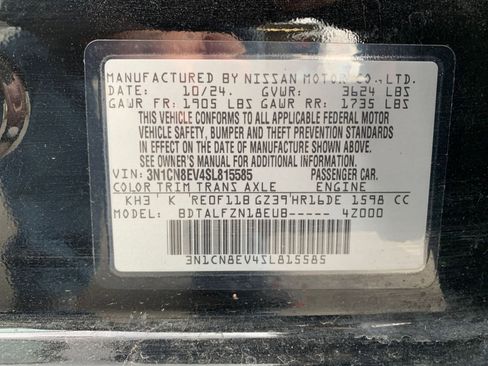 MANUFACTURED BY NISSAN MOTOR CO., LTD.
DATE: 10/24. GVWR: 3624 LBS
GAWR FR: 1905 LBS GAWR RR: 1735 LBS
THIS VEHICLE CONFORMS TO ALL APPLICABLE FEDERAL MOTOR
VEHICLE SAFETY, BUMPER AND THEFT PREVENTION STANDARDS
IN EFFECT ON THE DATE OF MANUFACTURE SHOWN ABOVE.
SEE OWNER'S MANUAL FOR ADDITIONAL INFORMATION.
VIN: 3N1CN8EV4SL815585 PASSENGER CAR.
COLOR TRIM TRANS AXLE ENGINE
KH3 K RE0F11B GZ39 HR16DE 1598 CC
MODEL: BDTALFZN18EUB----- 4Z000
3N1CN8EV4SL815585